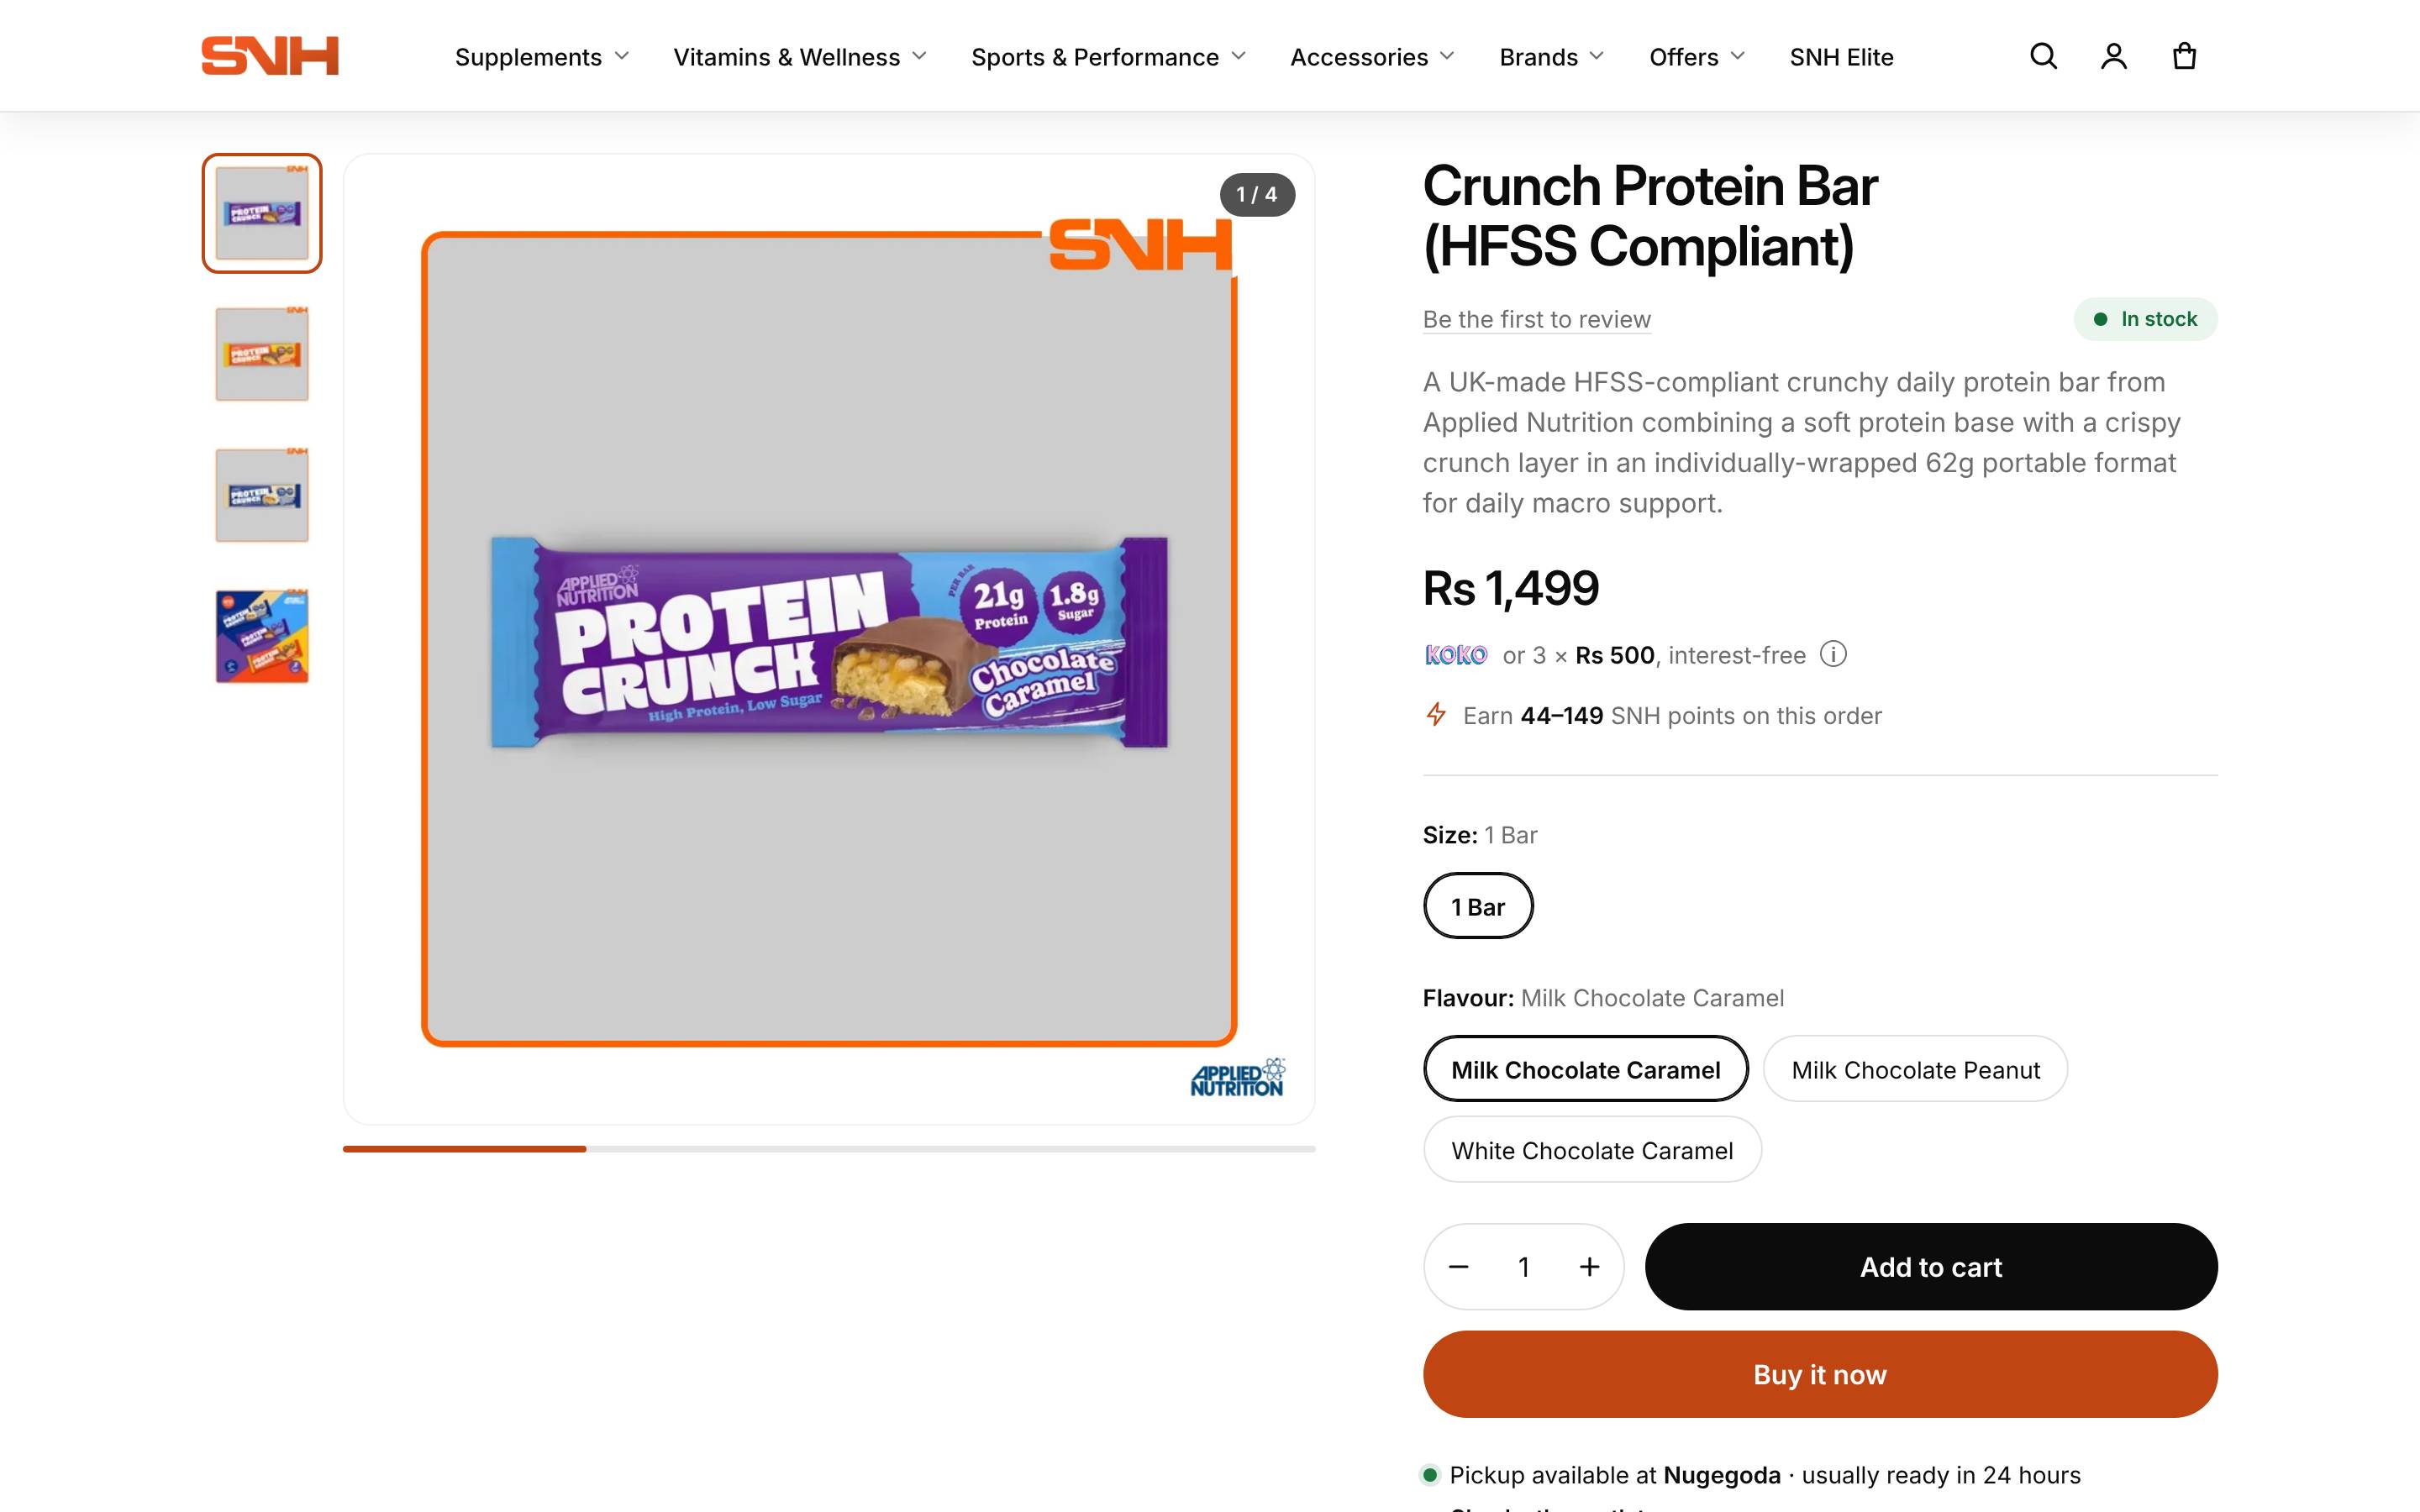 SNH
Supplements
Vitamins & Wellness
Sports & Performance
Accessories
Brands
Offers
SNH Elite
1 / 4
SNH
APPLIED
NUTRITION
PROTEIN
CRUNCH
High Protein, Low Sugar
PER BAR
21g
Protein
1.8g
Sugar
Chocolate
Caramel
APPLIED
NUTRITION
Crunch Protein Bar
(HFSS Compliant)
Be the first to review
In stock
A UK-made HFSS-compliant crunchy daily protein bar from
Applied Nutrition combining a soft protein base with a crispy
crunch layer in an individually-wrapped 62g portable format
for daily macro support.
Rs 1,499
KOKO or 3 × Rs 500, interest-free
Earn 44–149 SNH points on this order
Size: 1 Bar
1 Bar
Flavour: Milk Chocolate Caramel
Milk Chocolate Caramel
Milk Chocolate Peanut
White Chocolate Caramel
1
Add to cart
Buy it now
Pickup available at Nugegoda · usually ready in 24 hours